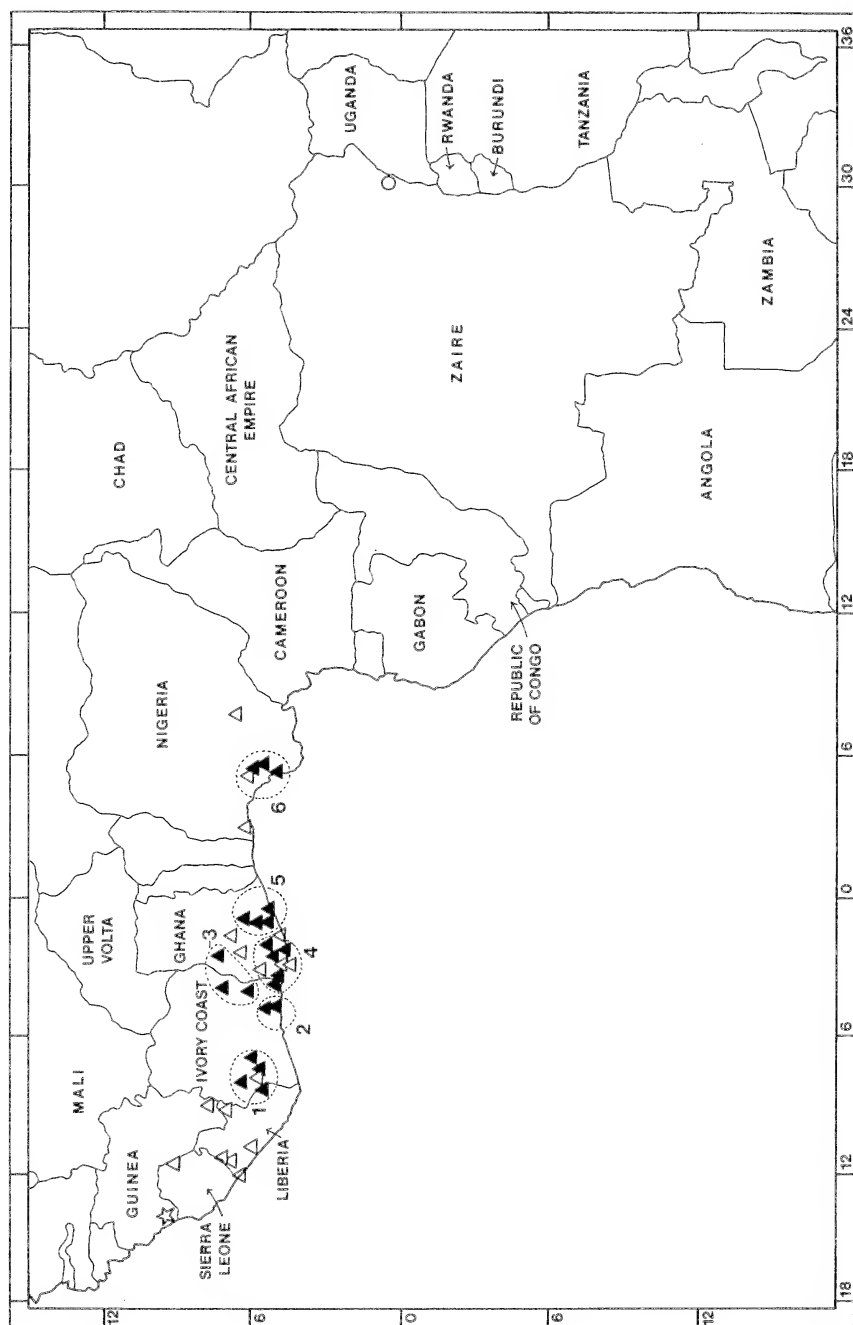 MALI
UPPER
VOLTA
CHAD
GUINEA
SIERRA
LEONE
LIBERIA
IVORY COAST
GHANA
NIGERIA
CAMEROON
CENTRAL AFRICAN
EMPIRE
GABON
REPUBLIC
OF CONGO
ZAIRE
UGANDA
RWANDA
BURUNDI
TANZANIA
ANGOLA
ZAMBIA
1
2
3
4
5
6
12
6
0
6
12
18
12
6
0
6
12
18
24
30
36